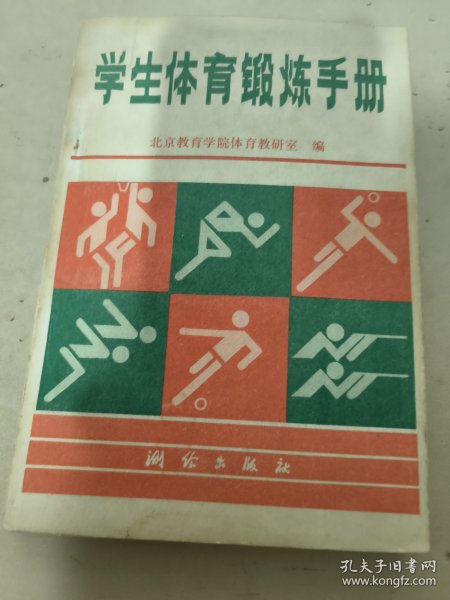 学生体育锻炼手册
北京教育学院体育教研室 编
测绘出版社
孔夫子旧书网
www.kongfz.com